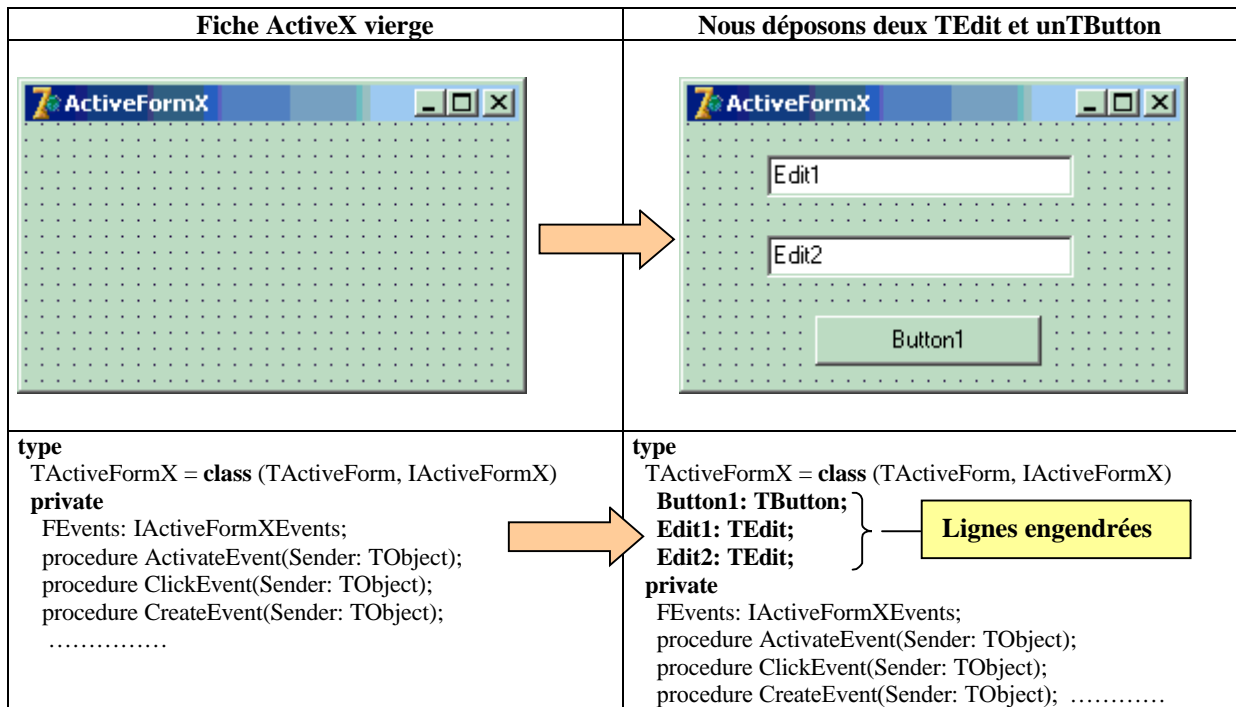 Fiche ActiveX vierge
Nous déposons deux TEdit et unTButton
ActiveFormX
ActiveFormX
Edit1
Edit2
Button1
type
TActiveFormX = class (TActiveForm, IActiveFormX)
private
FEvents: IActiveFormXEvents;
procedure ActivateEvent(Sender: TObject);
procedure ClickEvent(Sender: TObject);
procedure CreateEvent(Sender: TObject);
……………
type
TActiveFormX = class (TActiveForm, IActiveFormX)
Button1: TButton;
Edit1: TEdit;
Edit2: TEdit;
Lignes engendrées
private
FEvents: IActiveFormXEvents;
procedure ActivateEvent(Sender: TObject);
procedure ClickEvent(Sender: TObject);
procedure CreateEvent(Sender: TObject); …………